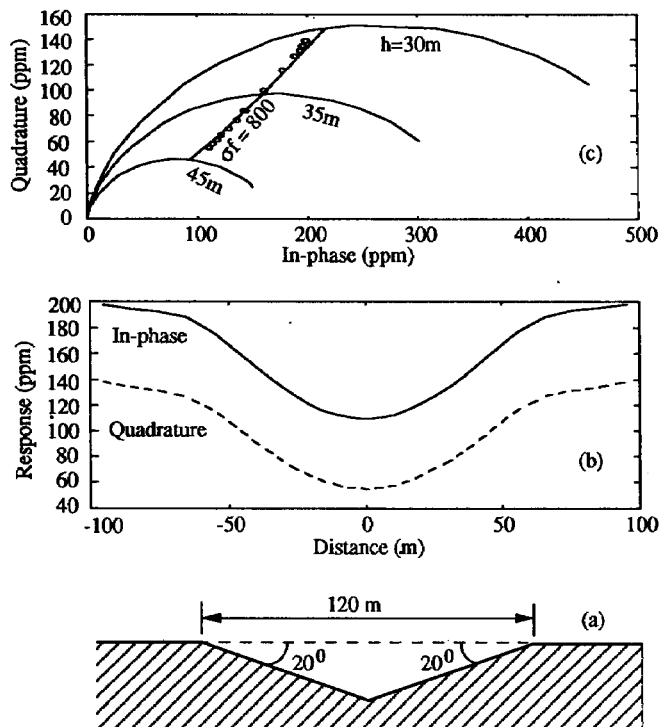 160
140
120
100
80
60
40
20
0
Quadrature (ppm)
h=30m
35m
45m
σf = 800
(c)
0 100 200 300 400 500
In-phase (ppm)
200
180
160
140
120
100
80
60
40
Response (ppm)
In-phase
Quadrature
(b)
-100 -50 0 50 100
Distance (m)
120 m
(a)
20⁰ 20⁰